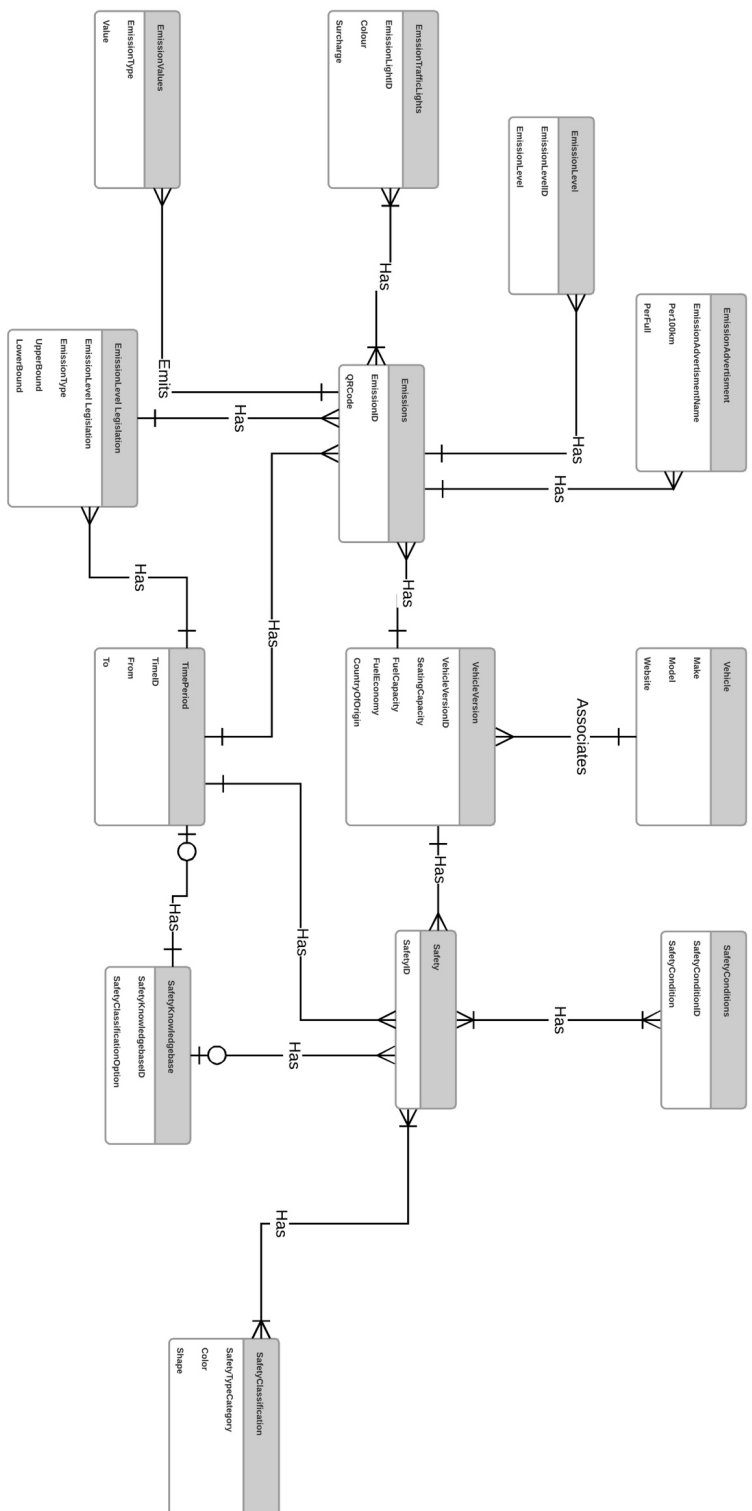 EmissionValues
EmissionType
Value
EmssionTrafficLights
EmissionLightID
Colour
Surcharge
EmissionLevel
EmissionLevelID
EmissionLevel
EmissionAdvertisment
EmissionAdvertismentName
Per100km
PerFull
Has
Emits
Has
Has
Has
EmissionLevel Legislation
EmissionLevel Legislation
EmissionType
UpperBound
LowerBound
Emissions
EmissionID
QRCode
Has
Has
Has
TimePeriod
TimeID
From
To
VehicleVersion
VehicleVersionID
SeatingCapacity
FuelCapacity
FuelEconomy
CountryOfOrigin
Associates
Vehicle
Make
Model
Website
Has
Has
Has
SafetyKnowledgebase
SafetyKnowledgebaseID
SafetyClassificationOption
Has
Safety
SafetyID
Has
SafetyConditions
SafetyConditionID
SafetyCondition
Has
SafetyClassification
SafetyTypeCategory
Color
Shape